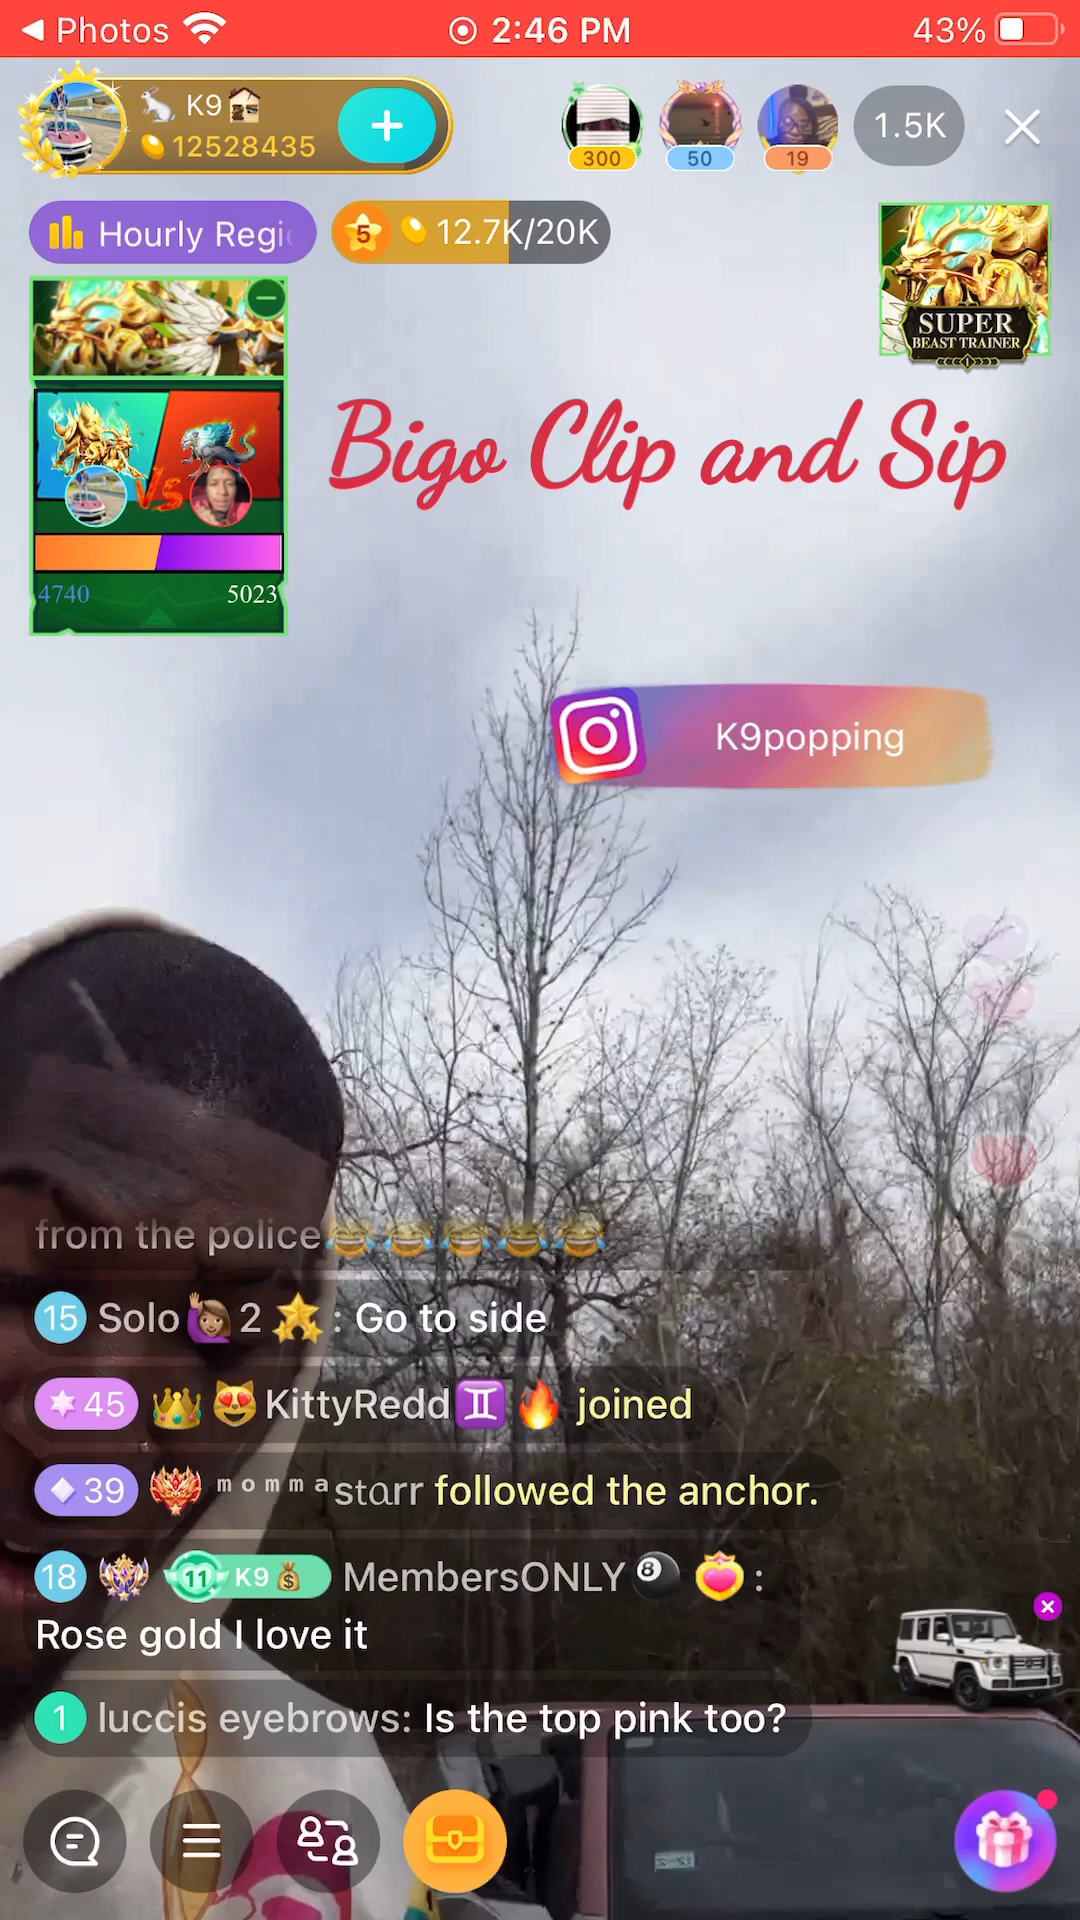 Photos
2:46 PM
43%
K9
12528435
300
50
19
1.5K
Hourly Regi
5
12.7K/20K
SUPER
BEAST TRAINER
Bigo Clip and Sip
VS
4740
5023
K9popping
from the police😂😂😂😂😂
15 Solo🙋🏽‍♀️2 ⭐ : Go to side
45 👑😻KittyRedd♊🔥 joined
39 ᵐᵒᵐᵐᵃstarr followed the anchor.
18 11 K9💰 MembersONLY🎱 :
Rose gold I love it
1 luccis eyebrows: Is the top pink too?